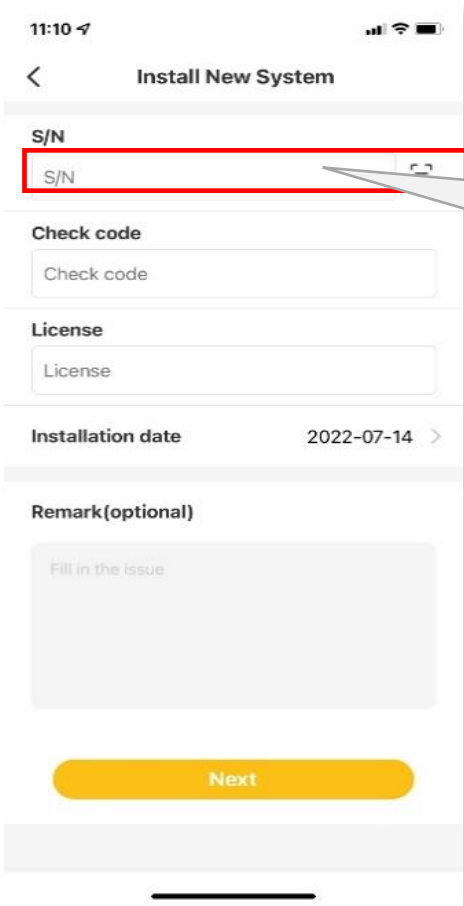 11:10
Install New System
S/N
S/N
Check code
Check code
License
License
Installation date 2022-07-14
Remark(optional)
Fill in the issue
Next